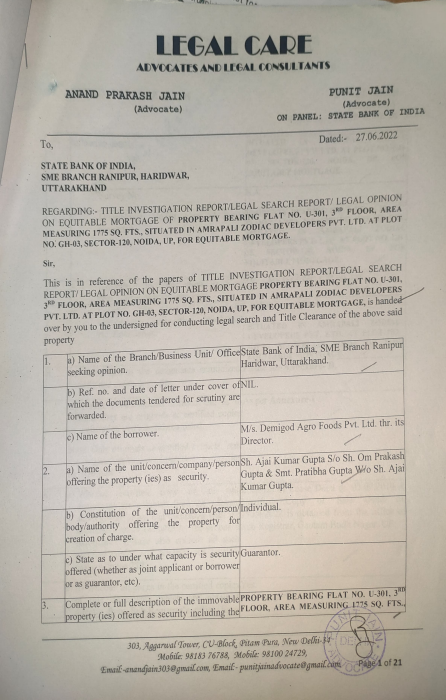 LEGAL CARE
ADVOCATES AND LEGAL CONSULTANTS
ANAND PRAKASH JAIN
(Advocate)
PUNIT JAIN
(Advocate)
ON PANEL: STATE BANK OF INDIA
Dated:- 27.06.2022
To,
STATE BANK OF INDIA,
SME BRANCH RANIPUR, HARIDWAR,
UTTARAKHAND
REGARDING:- TITLE INVESTIGATION REPORT/LEGAL SEARCH REPORT/ LEGAL OPINION
ON EQUITABLE MORTGAGE OF PROPERTY BEARING FLAT NO. U-301, 3RD FLOOR, AREA
MEASURING 1775 SQ. FTS., SITUATED IN AMRAPALI ZODIAC DEVELOPERS PVT. LTD. AT PLOT
NO. GH-03, SECTOR-120, NOIDA, UP, FOR EQUITABLE MORTGAGE.
Sir,
This is in reference of the papers of TITLE INVESTIGATION REPORT/LEGAL SEARCH
REPORT/ LEGAL OPINION ON EQUITABLE MORTGAGE PROPERTY BEARING FLAT NO. U-301,
3RD FLOOR, AREA MEASURING 1775 SQ. FTS., SITUATED IN AMRAPALI ZODIAC DEVELOPERS
PVT. LTD. AT PLOT NO. GH-03, SECTOR-120, NOIDA, UP, FOR EQUITABLE MORTGAGE, is handed
over by you to the undersigned for conducting legal search and Title Clearance of the above said
property
1. a) Name of the Branch/Business Unit/ Office
seeking opinion.
State Bank of India, SME Branch Ranipur
Haridwar, Uttarakhand.
b) Ref. no. and date of letter under cover of
which the documents tendered for scrutiny are
forwarded.
NIL.
c) Name of the borrower.
M/s. Demigod Agro Foods Pvt. Ltd. thr. its
Director.
2. a) Name of the unit/concern/company/person
offering the property (ies) as security.
Sh. Ajai Kumar Gupta S/o Sh. Om Prakash
Gupta & Smt. Pratibha Gupta W/o Sh. Ajai
Kumar Gupta.
b) Constitution of the unit/concern/person/
body/authority offering the property for
creation of charge.
Individual.
c) State as to under what capacity is security
offered (whether as joint applicant or borrower
or as guarantor, etc).
Guarantor.
3. Complete or full description of the immovable
property (ies) offered as security including the
PROPERTY BEARING FLAT NO. U-301, 3RD
FLOOR, AREA MEASURING 1775 SQ. FTS.,
303, Aggarwal Tower, CU-Block, Pitam Pura, New Delhi-34
Mobile: 98183 76788, Mobile: 98100 24729,
Email-anandjain303@gmail.com, Email- punitjainadvocate@gmail.com
Page 1 of 21